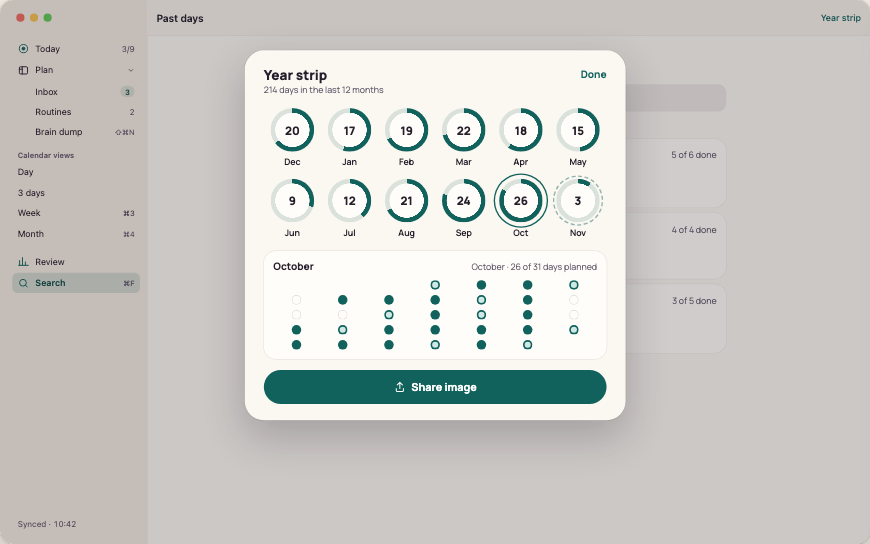 Past days
Year strip
Today 3/9
Plan
Inbox 3
Routines 2
Brain dump ⇧⌘N
Calendar views
Day
3 days
Week ⌘3
Month ⌘4
Review
Search ⌘F
Synced · 10:42
5 of 6 done
4 of 4 done
3 of 5 done
Year strip
Done
214 days in the last 12 months
20 17 19 22 18 15
Dec Jan Feb Mar Apr May
9 12 21 24 26 3
Jun Jul Aug Sep Oct Nov
October
October · 26 of 31 days planned
Share image